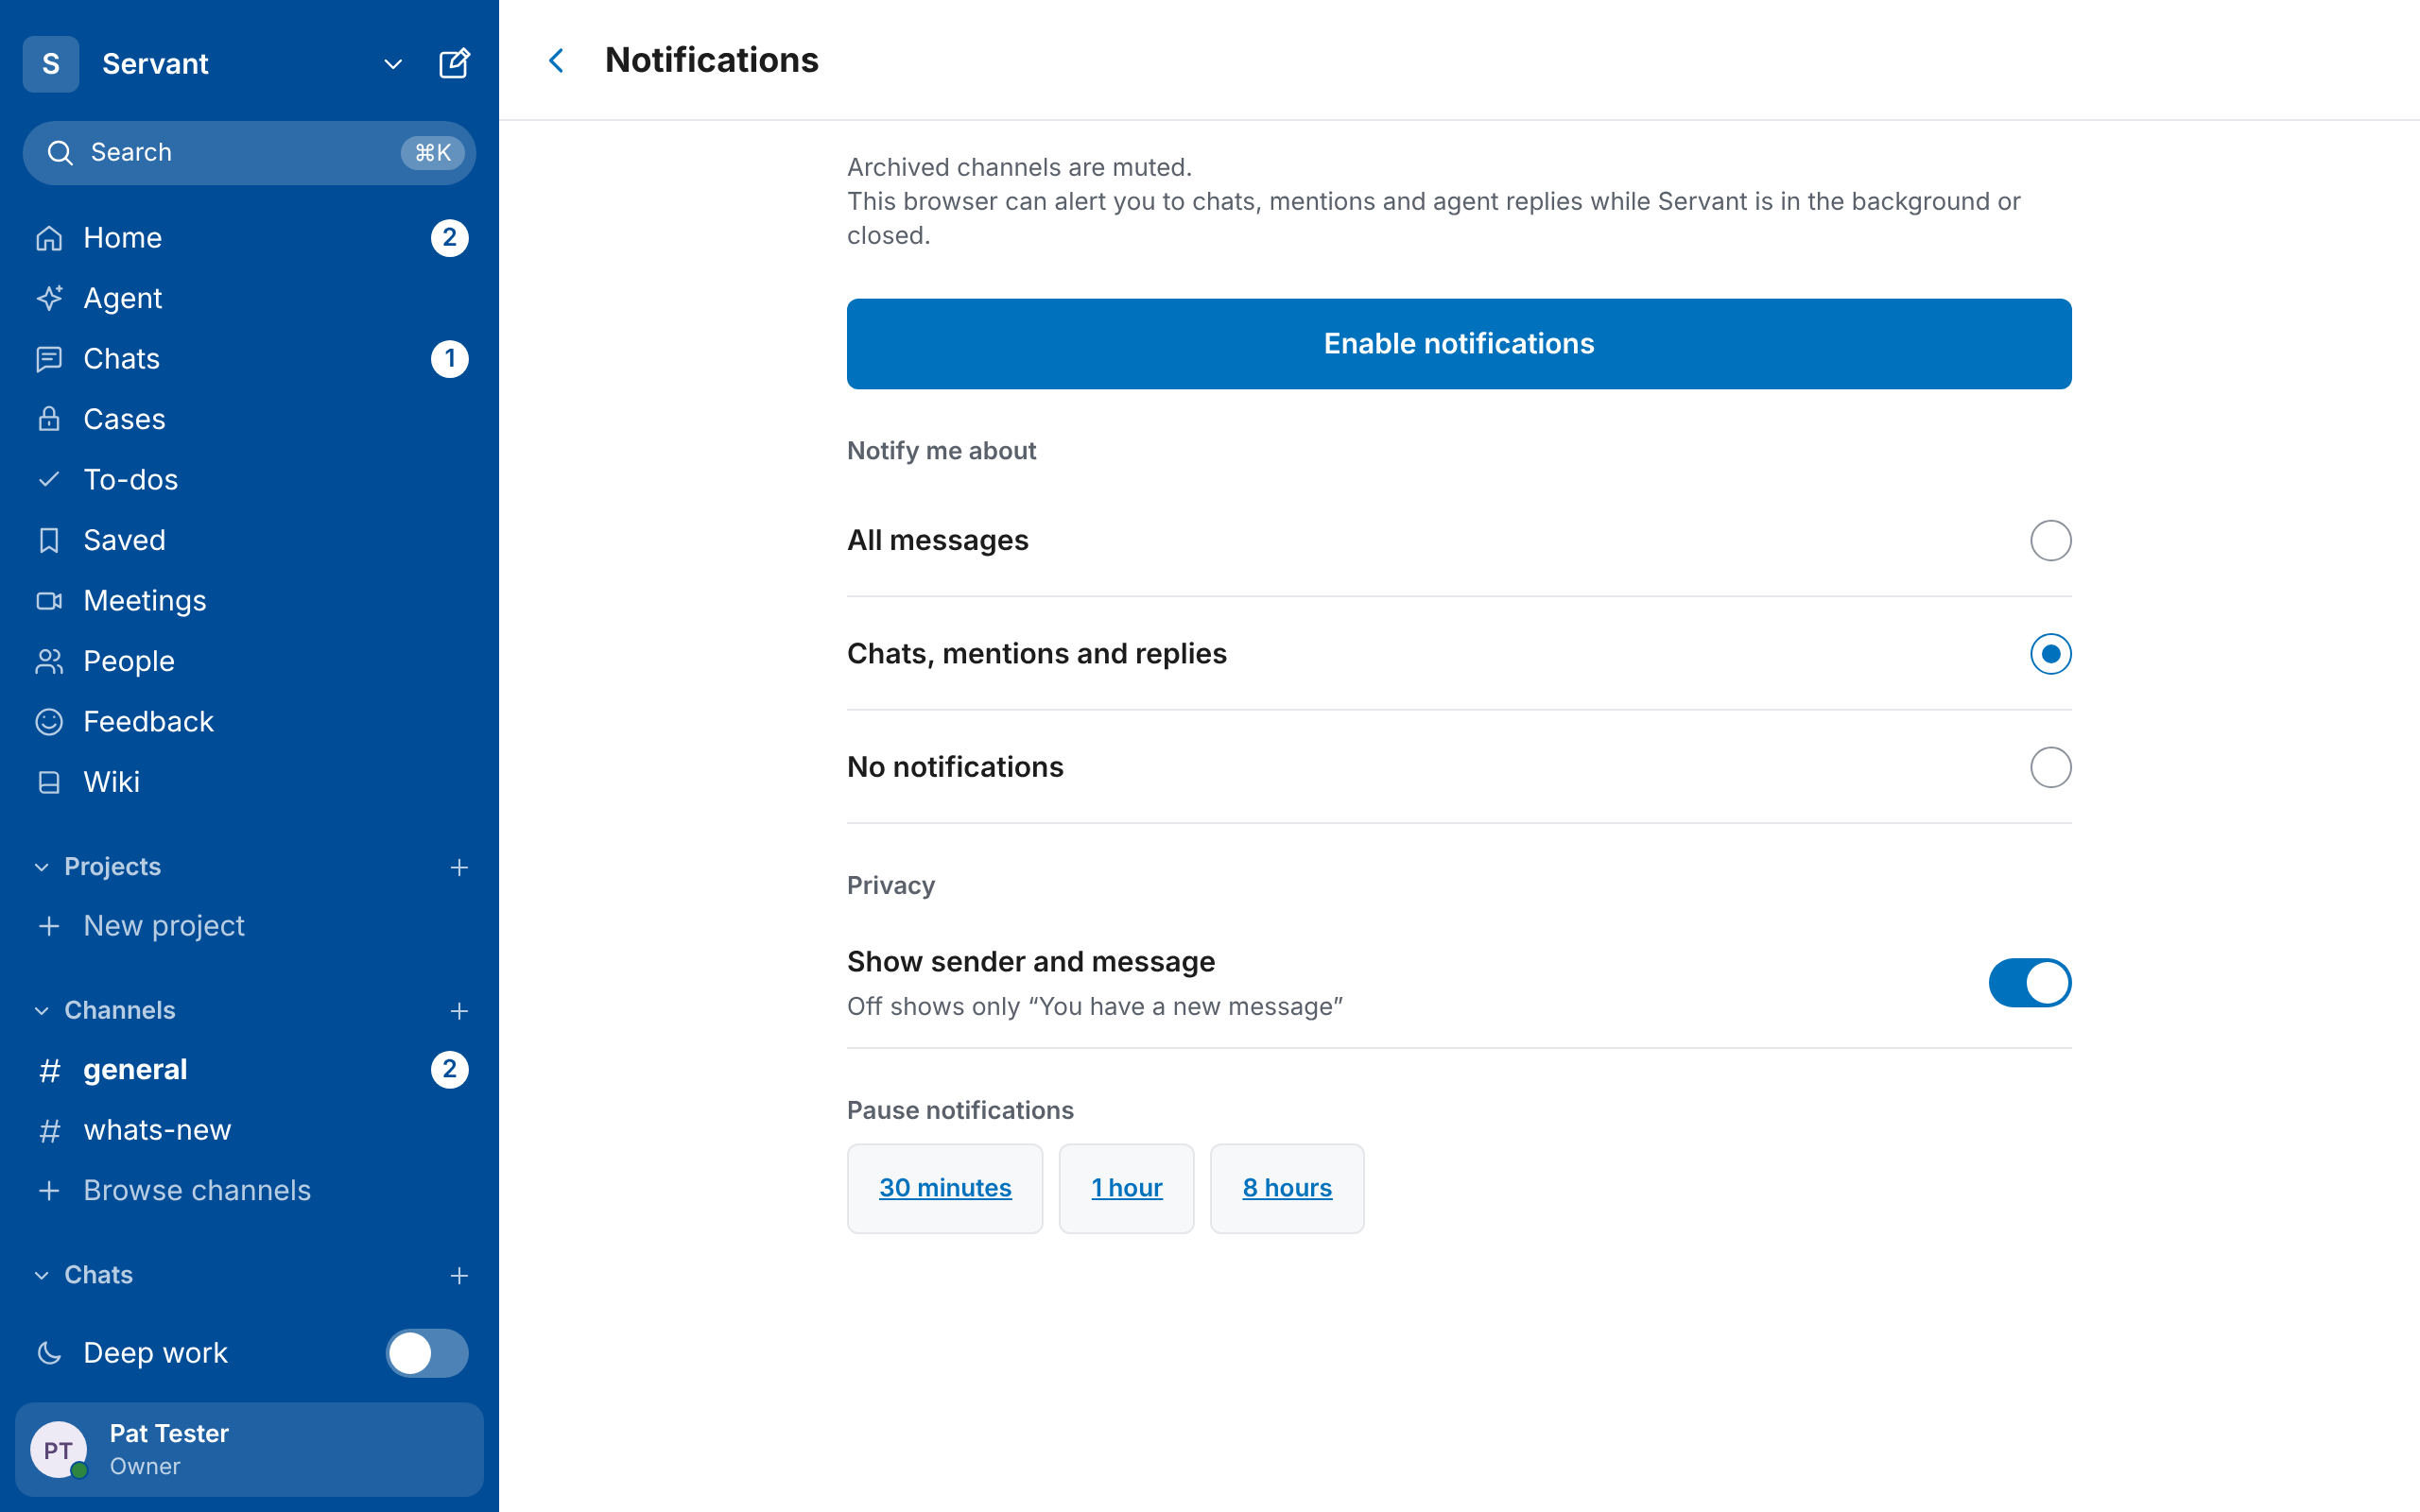 S
Servant
Search
⌘K
Home
2
Agent
Chats
1
Cases
To-dos
Saved
Meetings
People
Feedback
Wiki
Projects
New project
Channels
# general
2
# whats-new
Browse channels
Chats
Deep work
PT
Pat Tester
Owner
Notifications
Archived channels are muted.
This browser can alert you to chats, mentions and agent replies while Servant is in the background or
closed.
Enable notifications
Notify me about
All messages
Chats, mentions and replies
No notifications
Privacy
Show sender and message
Off shows only “You have a new message”
Pause notifications
30 minutes
1 hour
8 hours